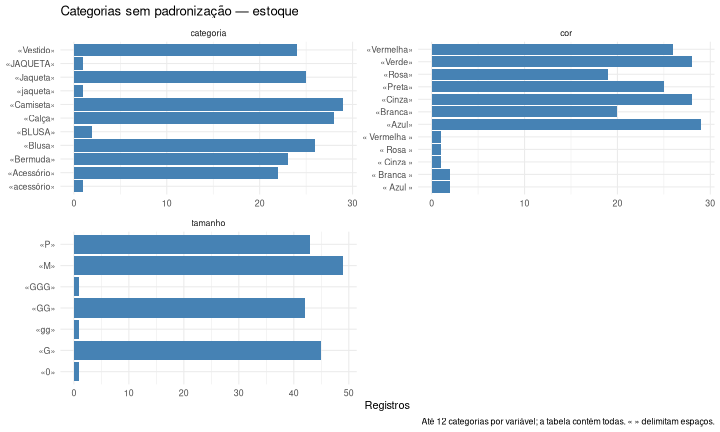 Categorias sem padronização — estoque
categoria
«Vestido»
«JAQUETA»
«Jaqueta»
«jaqueta»
«Camiseta»
«Calça»
«BLUSA»
«Blusa»
«Bermuda»
«Acessório»
«acessório»
0 10 20 30
cor
«Vermelha»
«Verde»
«Rosa»
«Preta»
«Cinza»
«Branca»
«Azul»
« Vermelha »
« Rosa »
« Cinza »
« Branca »
« Azul »
0 10 20 30
tamanho
«P»
«M»
«GGG»
«GG»
«gg»
«G»
«0»
0 10 20 30 40 50
Registros
Até 12 categorias por variável; a tabela contém todas. « » delimitam espaços.